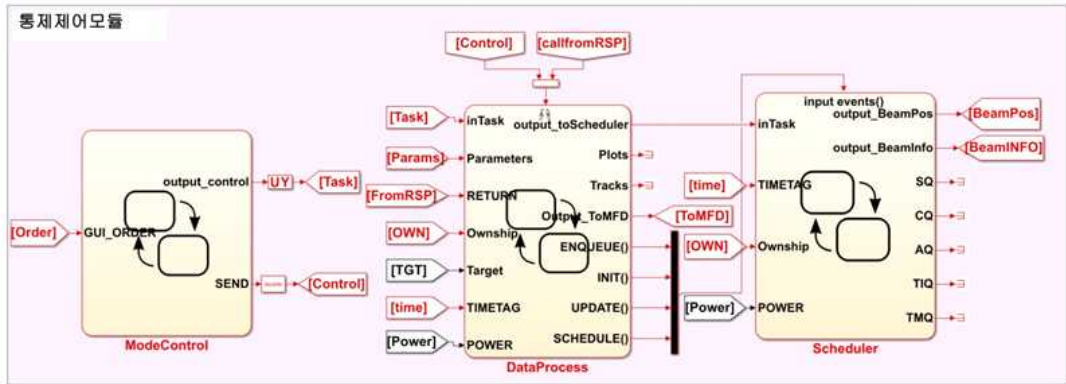 통제제어모듈
[Control]
[callfromRSP]
[Order]
GUI_ORDER
output_control
UY
[Task]
SEND
[Control]
ModeControl
[Task]
[Params]
[FromRSP]
[OWN]
[TGT]
[time]
[Power]
inTask
Parameters
RETURN
Ownship
Target
TIMETAG
POWER
output_toScheduler
Plots
Tracks
Output_ToMFD
ENQUEUE()
INIT()
UPDATE()
SCHEDULE()
DataProcess
[ToMFD]
[time]
[OWN]
[Power]
input events()
inTask
TIMETAG
Ownship
POWER
output_BeamPos
output_BeamInfo
SQ
CQ
AQ
TIQ
TMQ
Scheduler
[BeamPos]
[BeamINFO]